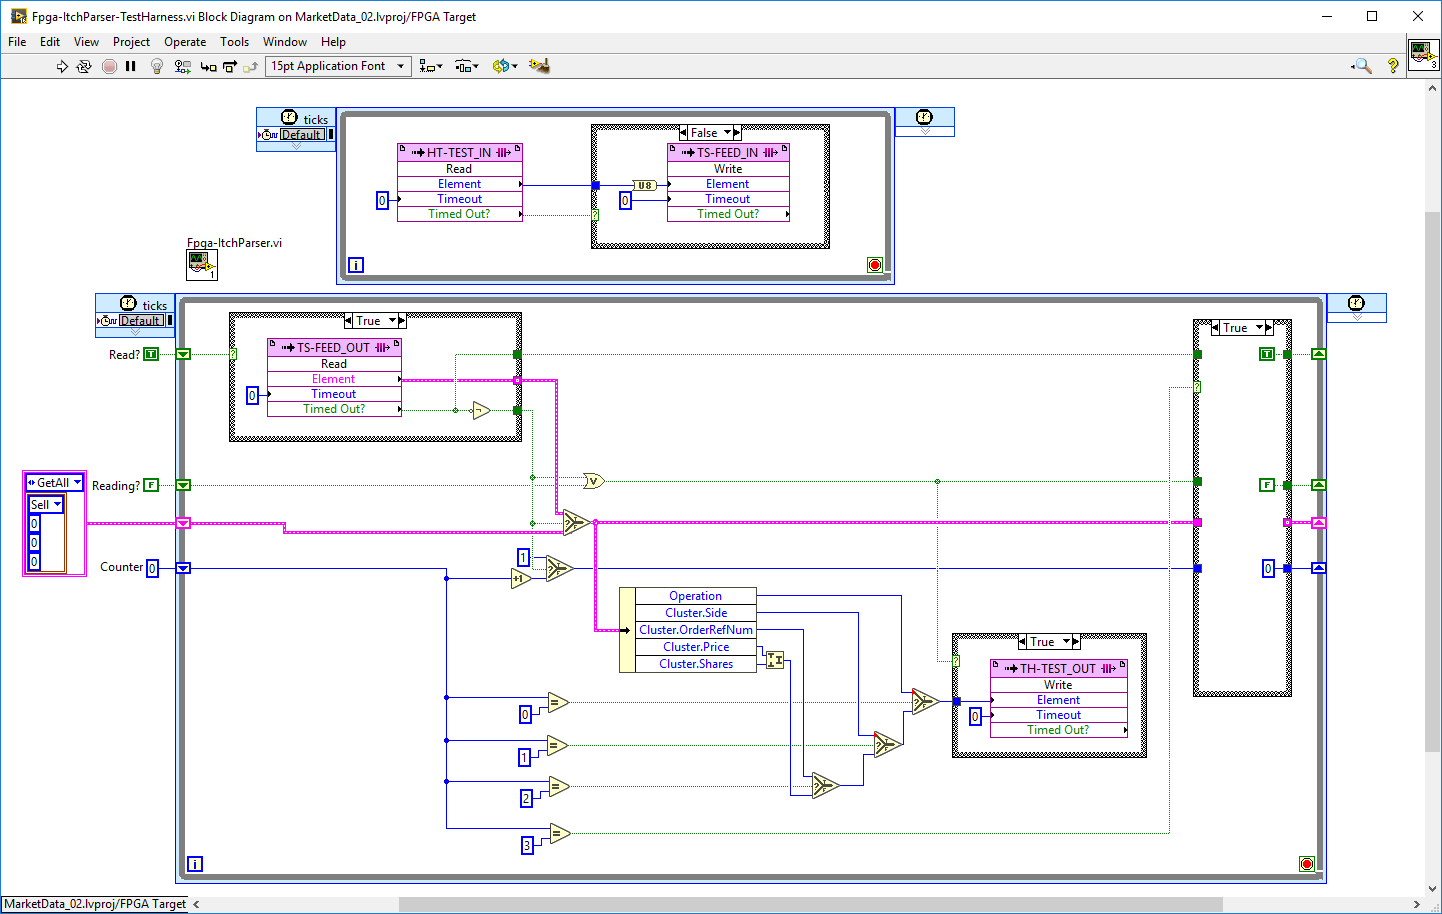 Fpga-ItchParser-TestHarness.vi Block Diagram on MarketData_02.lvproj/FPGA Target
File Edit View Project Operate Tools Window Help
15pt Application Font
3
ticks
Default
False
HT-TEST_IN
Read
Element
0 Timeout
Timed Out?
U8
TS-FEED_IN
Write
Element
0 Timeout
Timed Out?
i
Fpga-ItchParser.vi
1
ticks
Default
True
TS-FEED_OUT
Read
Element
0 Timeout
Timed Out?
True
Read? T
T
GetAll
Sell
0
0
0
Reading? F
V
F
Counter 0
1
+1
0
Operation
Cluster.Side
Cluster.OrderRefNum
Cluster.Price
Cluster.Shares
True
TH-TEST_OUT
Write
Element
0 Timeout
Timed Out?
0 =
1 =
2 =
3 =
i
MarketData_02.lvproj/FPGA Target